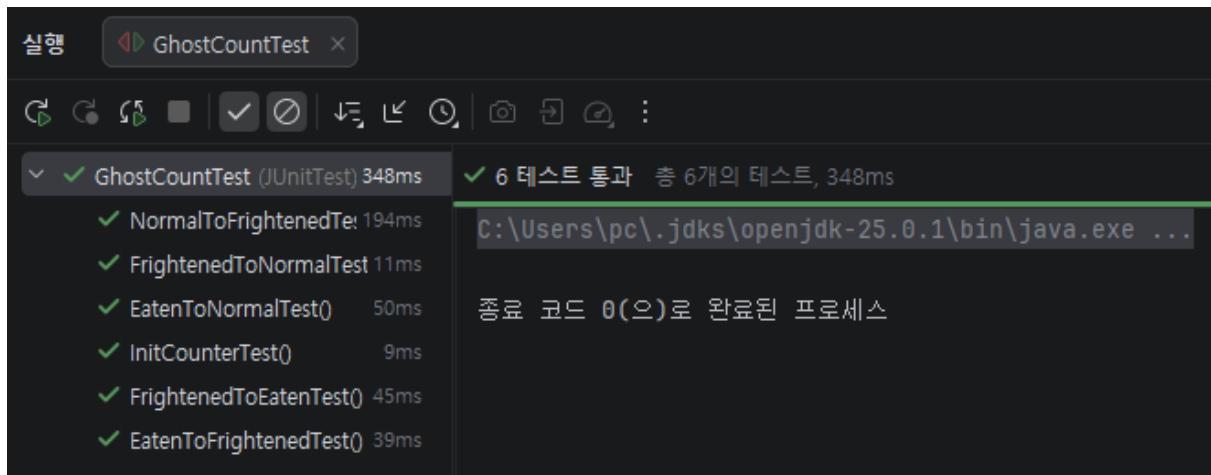 실행 GhostCountTest
GhostCountTest (JUnitTest) 348ms
NormalToFrightenedTes 194ms
FrightenedToNormalTest 11ms
EatenToNormalTest() 50ms
InitCounterTest() 9ms
FrightenedToEatenTest() 45ms
EatenToFrightenedTest() 39ms
6 테스트 통과 총 6개의 테스트, 348ms
C:\Users\pc\.jdks\openjdk-25.0.1\bin\java.exe ...
종료 코드 0(으)로 완료된 프로세스